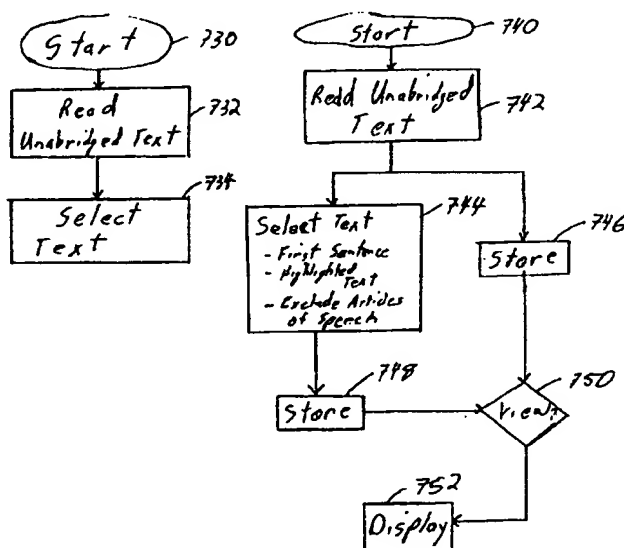 Start
730
Read
Unabridged Text
732
Select
Text
734
Start
740
Read Unabridged
Text
742
Select Text
- First Sentence
- Highlighted
Text
- Exclude Articles
of Speech
744
Store
746
Store
748
View?
750
Display
752